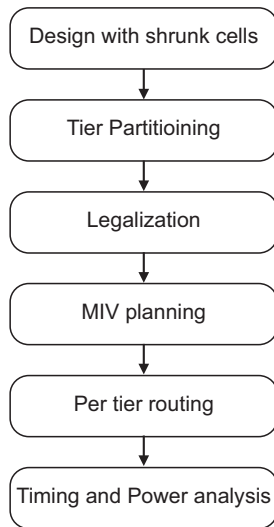 Design with shrunk cells
Tier Partitioining
Legalization
MIV planning
Per tier routing
Timing and Power analysis